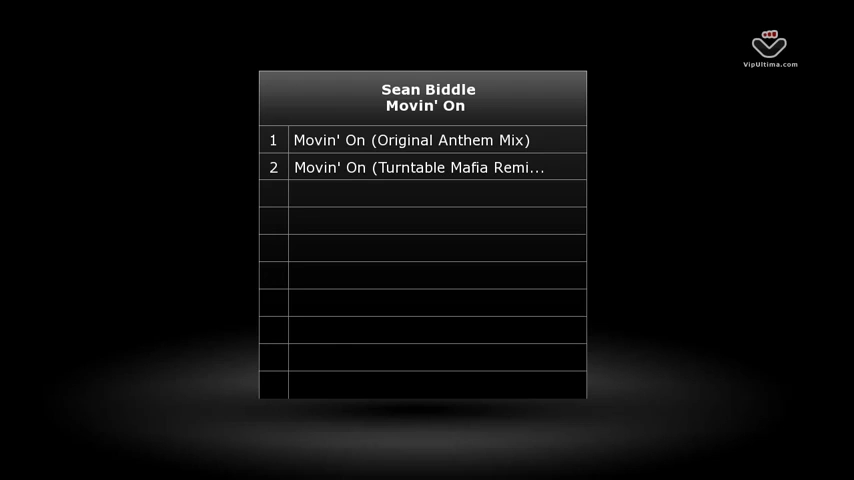 VipUltima.com
Sean Biddle
Movin' On
1 Movin' On (Original Anthem Mix)
2 Movin' On (Turntable Mafia Remi...